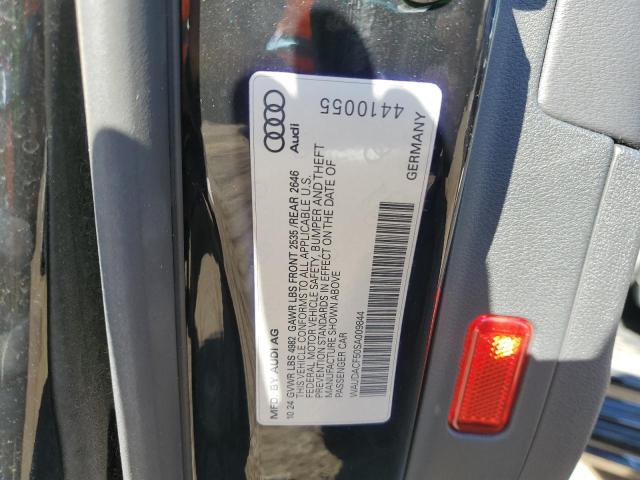 4410055
Audi
GERMANY
MFD. BY AUDI AG
10 24 GVWR LBS 4982 GAWR LBS FRONT 2535 /REAR 2646
THIS VEHICLE CONFORMS TO ALL APPLICABLE U.S.
FEDERAL MOTOR VEHICLE SAFETY, BUMPER AND THEFT
PREVENTION STANDARDS IN EFFECT ON THE DATE OF
MANUFACTURE SHOWN ABOVE
PASSENGER CAR
WAUDACF50SA009844